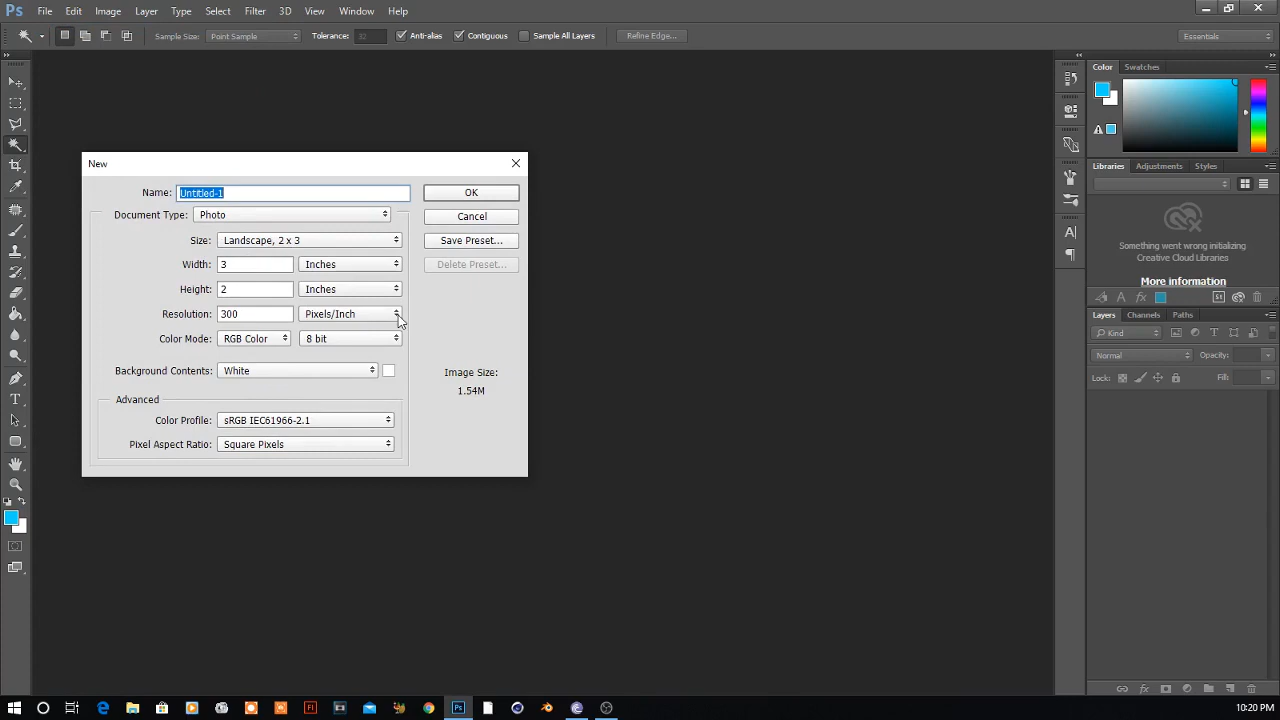 Ps File Edit Image Layer Type Select Filter 3D View Window Help
Sample Size: Point Sample Tolerance: 32 Anti-alias Contiguous Sample All Layers Refine Edge... Essentials
Color Swatches
New
Name: Untitled-1 OK
Document Type: Photo Cancel
Size: Landscape, 2 x 3 Save Preset...
Width: 3 Inches Delete Preset...
Height: 2 Inches
Resolution: 300 Pixels/Inch
Color Mode: RGB Color 8 bit
Background Contents: White
Image Size:
1.54M
Advanced
Color Profile: sRGB IEC61966-2.1
Pixel Aspect Ratio: Square Pixels
Libraries Adjustments Styles
Something went wrong initializing
Creative Cloud Libraries
More information
Layers Channels Paths
Kind
Normal Opacity:
Lock: Fill:
10:20 PM